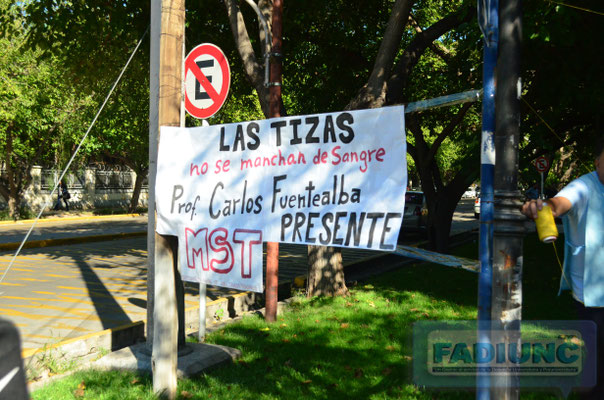 E
LAS TIZAS
no se manchan de Sangre
Prof. Carlos Fuentealba
PRESENTE
MST
FADIUNC